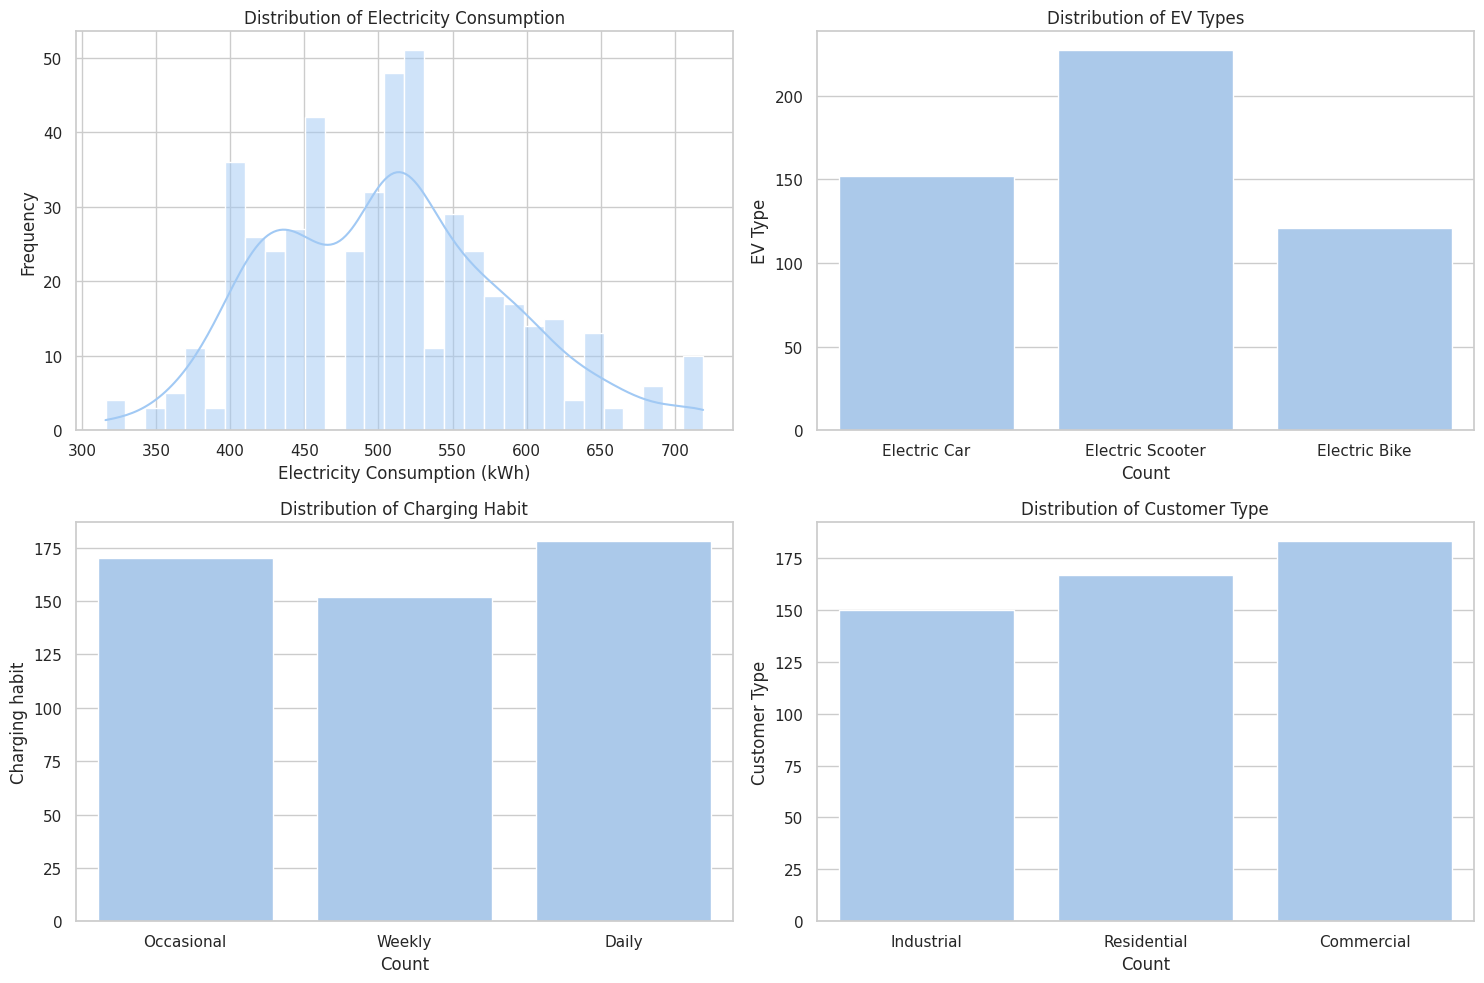 Distribution of Electricity Consumption
Frequency
50
40
30
20
10
0
300 350 400 450 500 550 600 650 700
Electricity Consumption (kWh)
Distribution of EV Types
EV Type
200
150
100
50
0
Electric Car Electric Scooter Electric Bike
Count
Distribution of Charging Habit
Charging habit
175
150
125
100
75
50
25
0
Occasional Weekly Daily
Count
Distribution of Customer Type
Customer Type
175
150
125
100
75
50
25
0
Industrial Residential Commercial
Count